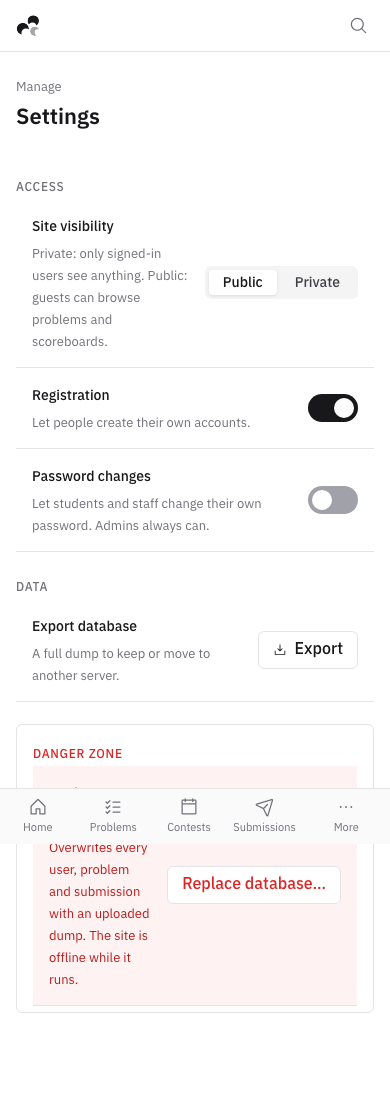 Manage
Settings
ACCESS
Site visibility
Private: only signed-in
users see anything. Public:
guests can browse
problems and
scoreboards.
Public
Private
Registration
Let people create their own accounts.
Password changes
Let students and staff change their own
password. Admins always can.
DATA
Export database
A full dump to keep or move to
another server.
Export
DANGER ZONE
Home
Problems
Contests
Submissions
More
Overwrites every
user, problem
and submission
with an uploaded
dump. The site is
offline while it
runs.
Replace database...